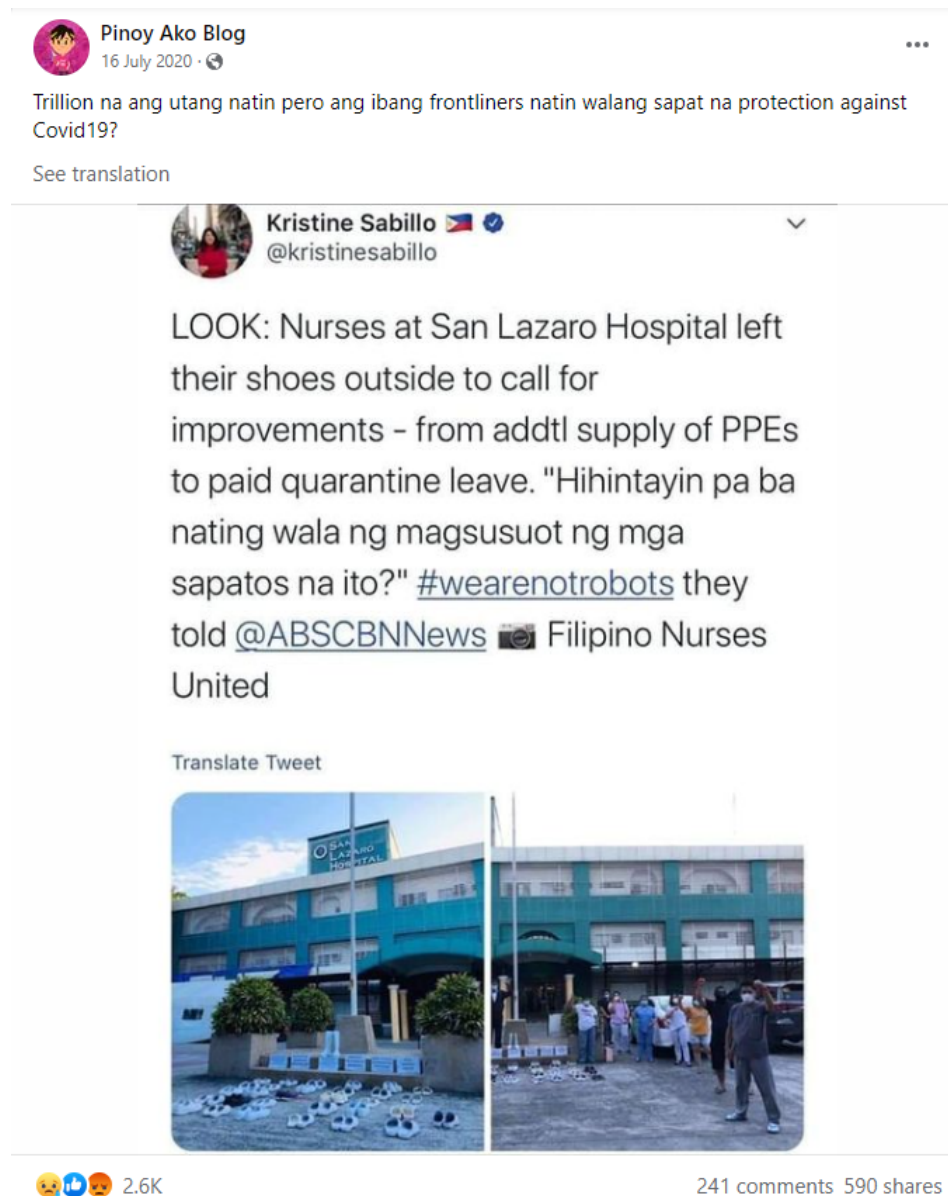 Pinoy Ako Blog
16 July 2020 ·
Trillion na ang utang natin pero ang ibang frontliners natin walang sapat na protection against
Covid19?
See translation
Kristine Sabillo 🇵🇭
@kristinesabillo
LOOK: Nurses at San Lazaro Hospital left
their shoes outside to call for
improvements - from addtl supply of PPEs
to paid quarantine leave. "Hihintayin pa ba
nating wala ng magsusuot ng mga
sapatos na ito?" #wearenotrobots they
told @ABSCBNNews 📷 Filipino Nurses
United
Translate Tweet
SAN
LAZARO
HOSPITAL
2.6K
241 comments 590 shares